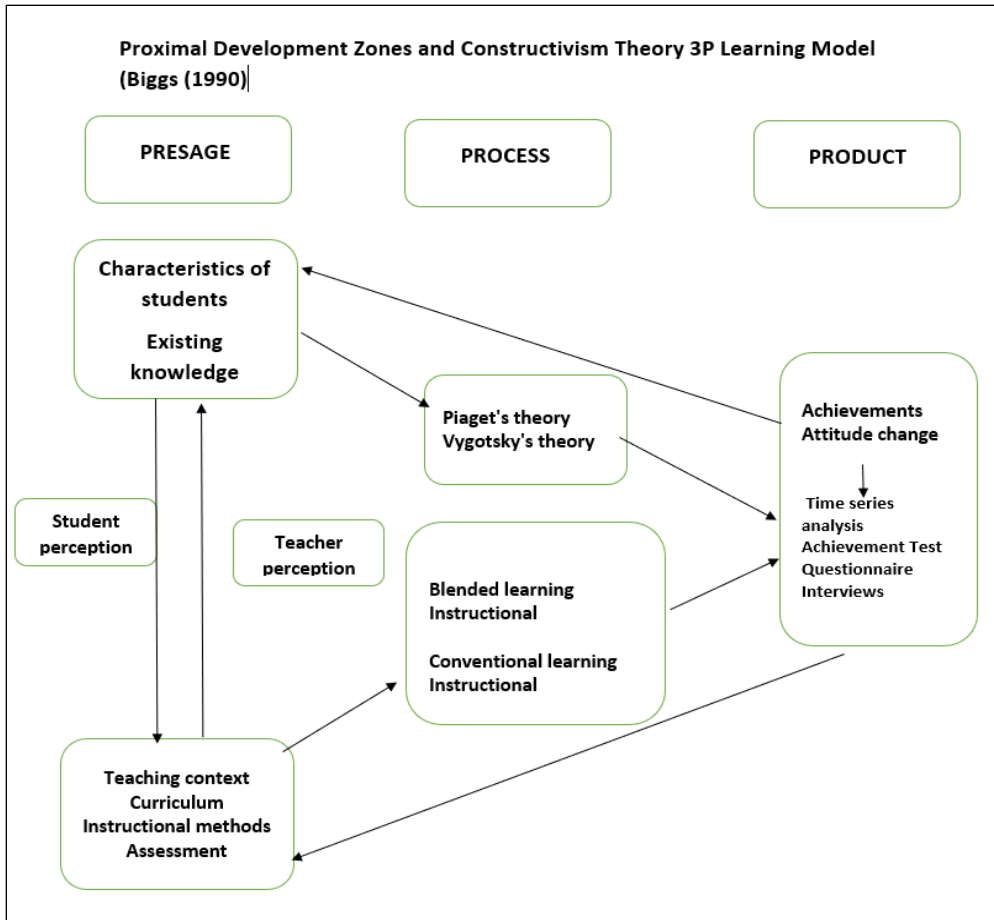 Proximal Development Zones and Constructivism Theory 3P Learning Model
(Biggs (1990)
PRESAGE
PROCESS
PRODUCT
Characteristics of
students
Existing
knowledge
Piaget's theory
Vygotsky's theory
Achievements
Attitude change
Time series
analysis
Achievement Test
Questionnaire
Interviews
Student
perception
Teacher
perception
Blended learning
Instructional
Conventional learning
Instructional
Teaching context
Curriculum
Instructional methods
Assessment